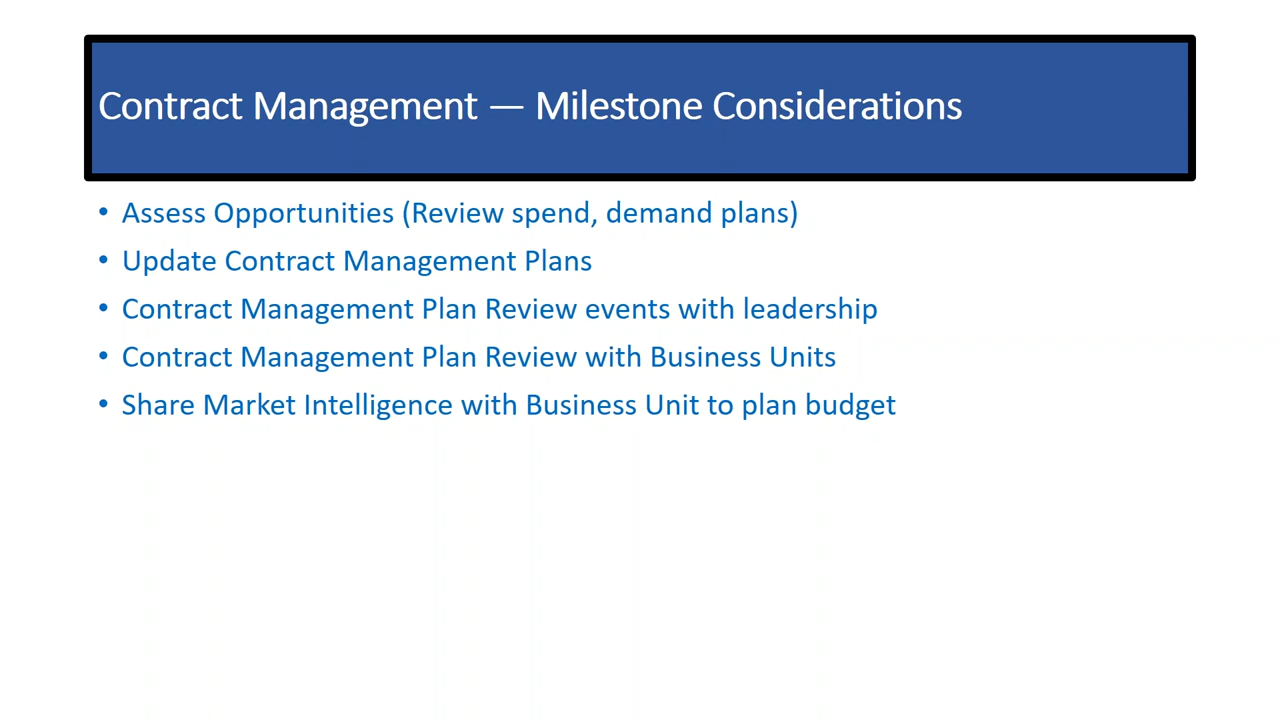 Contract Management — Milestone Considerations
• Assess Opportunities (Review spend, demand plans)
• Update Contract Management Plans
• Contract Management Plan Review events with leadership
• Contract Management Plan Review with Business Units
• Share Market Intelligence with Business Unit to plan budget